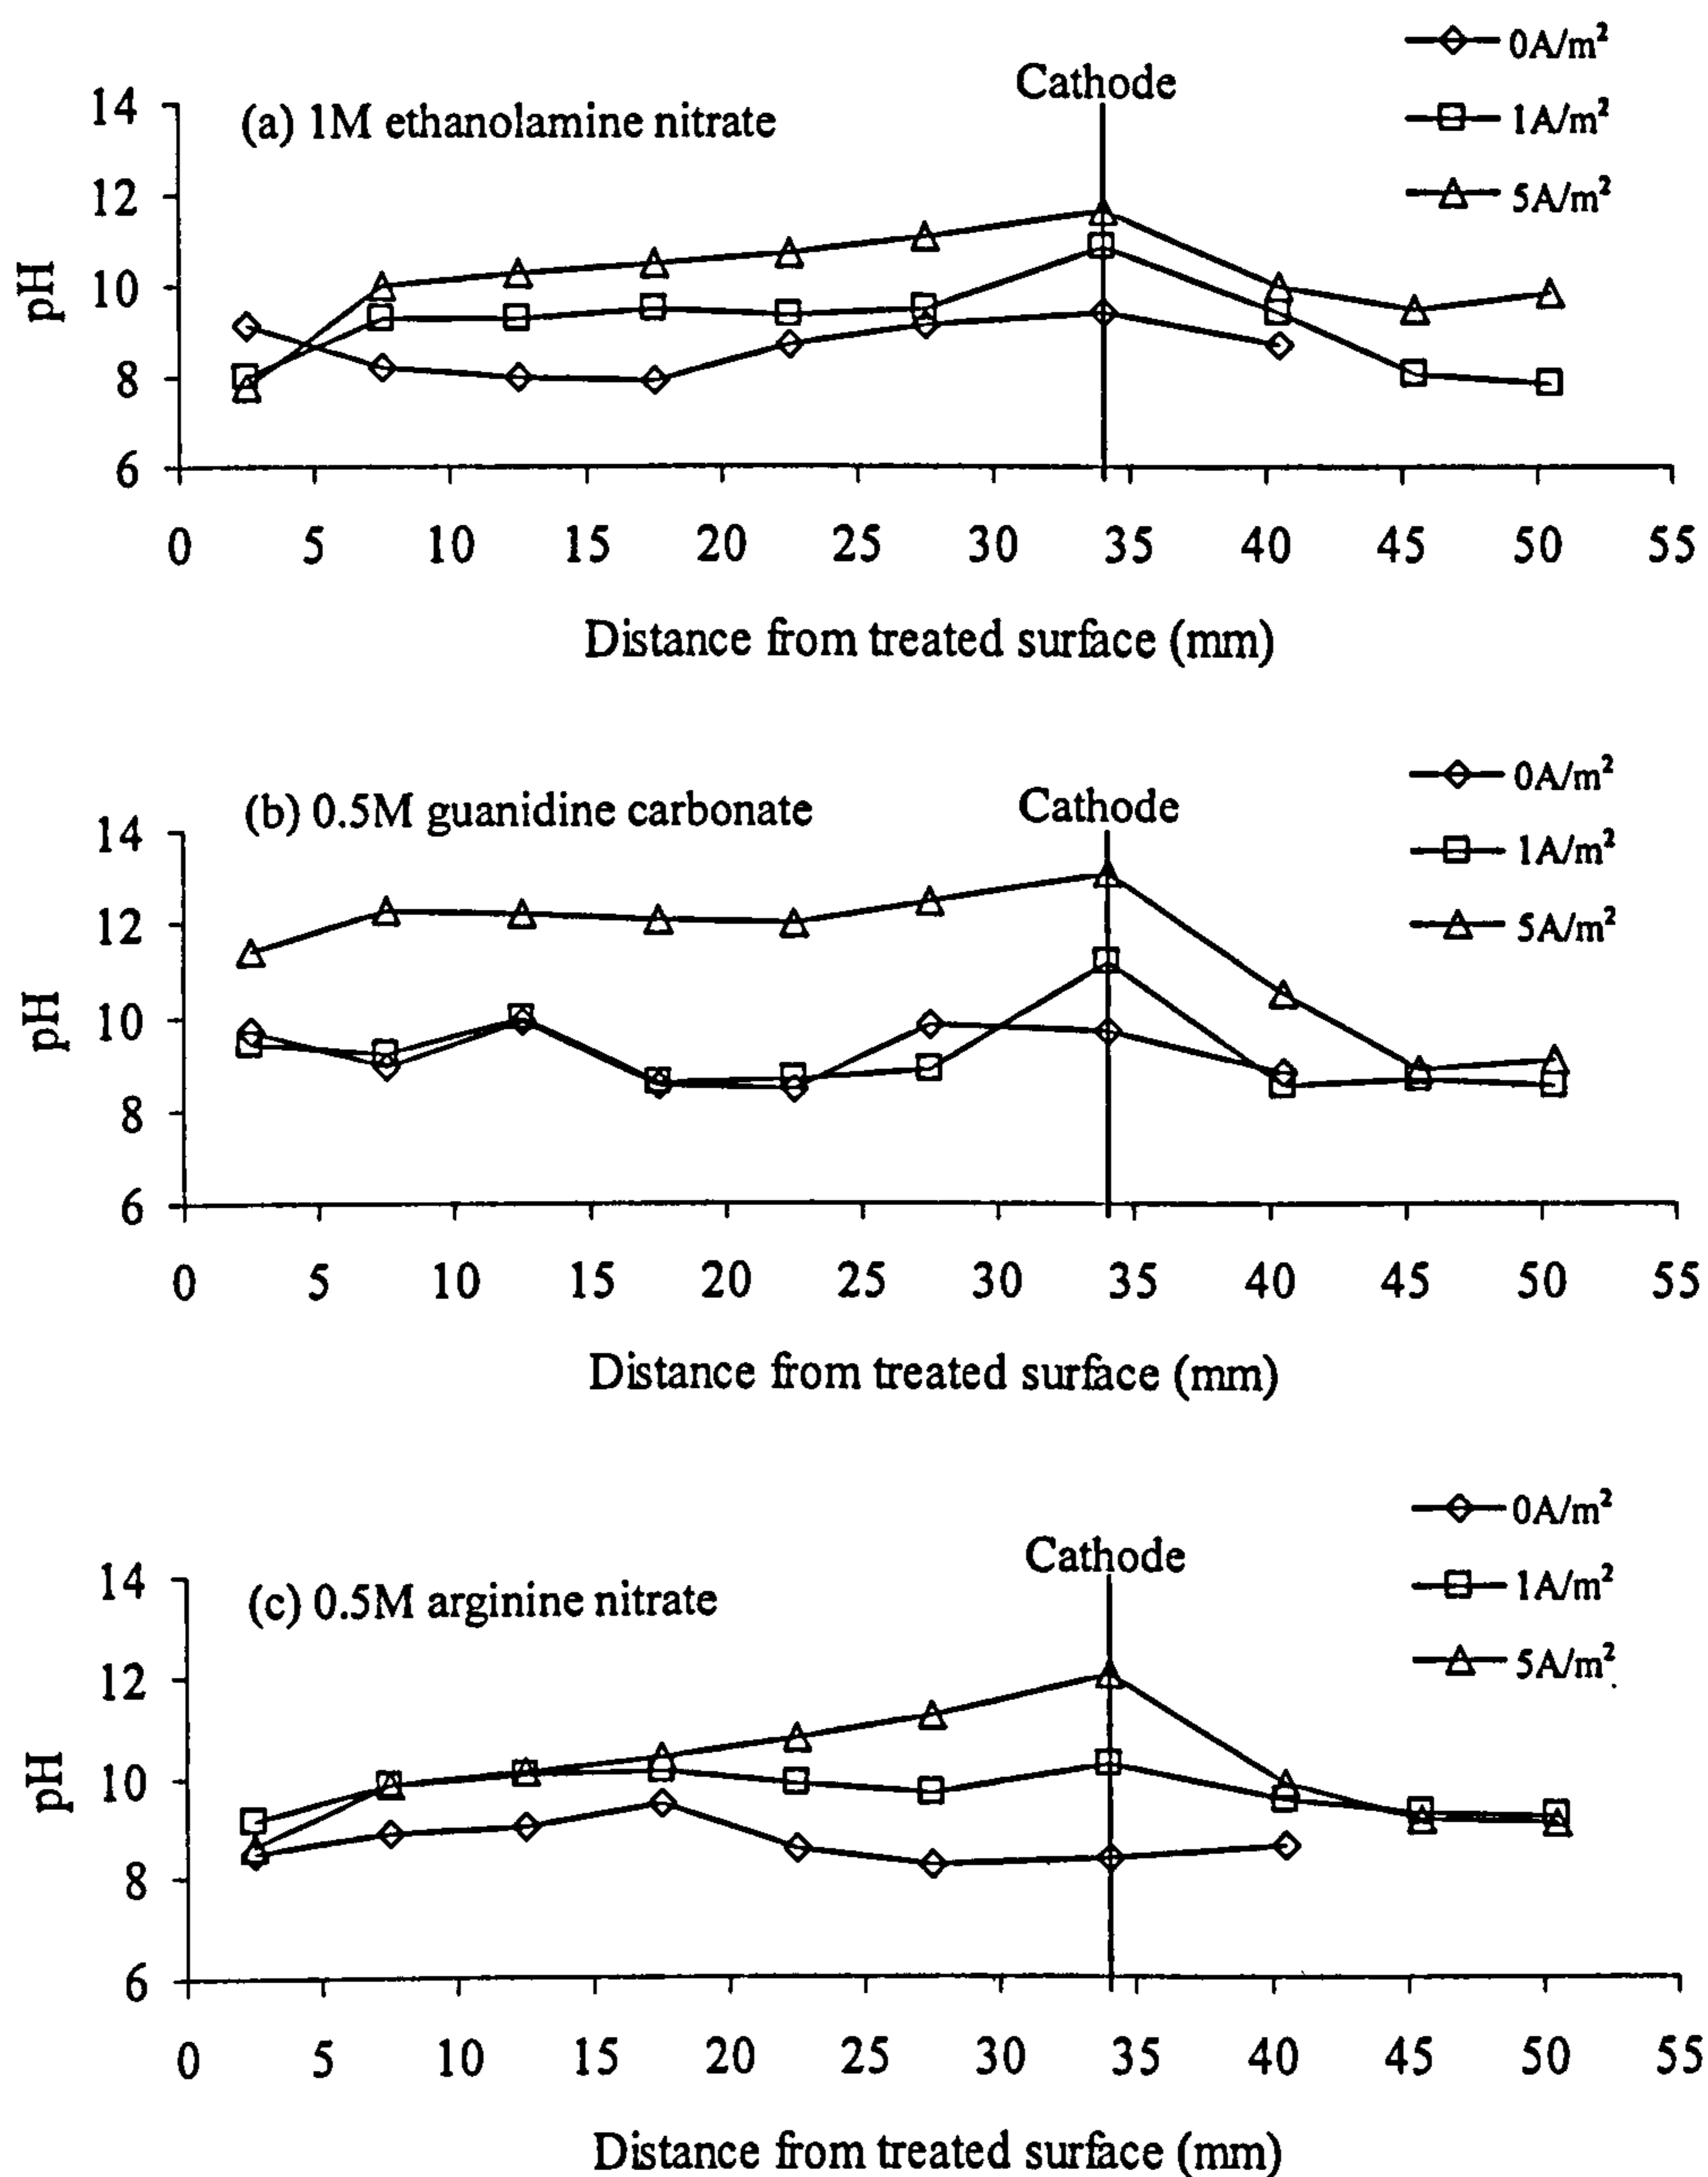 0A/m²
Cathode
14
(a) 1M ethanolamine nitrate
1A/m²
12
5A/m²
10
pH
8
6
0 5 10 15 20 25 30 35 40 45 50 55
Distance from treated surface (mm)
0A/m²
(b) 0.5M guanidine carbonate
Cathode
14
1A/m²
12
5A/m²
10
pH
8
6
0 5 10 15 20 25 30 35 40 45 50 55
Distance from treated surface (mm)
0A/m²
Cathode
14
(c) 0.5M arginine nitrate
1A/m²
12
5A/m²
10
pH
8
6
0 5 10 15 20 25 30 35 40 45 50 55
Distance from treated surface (mm)